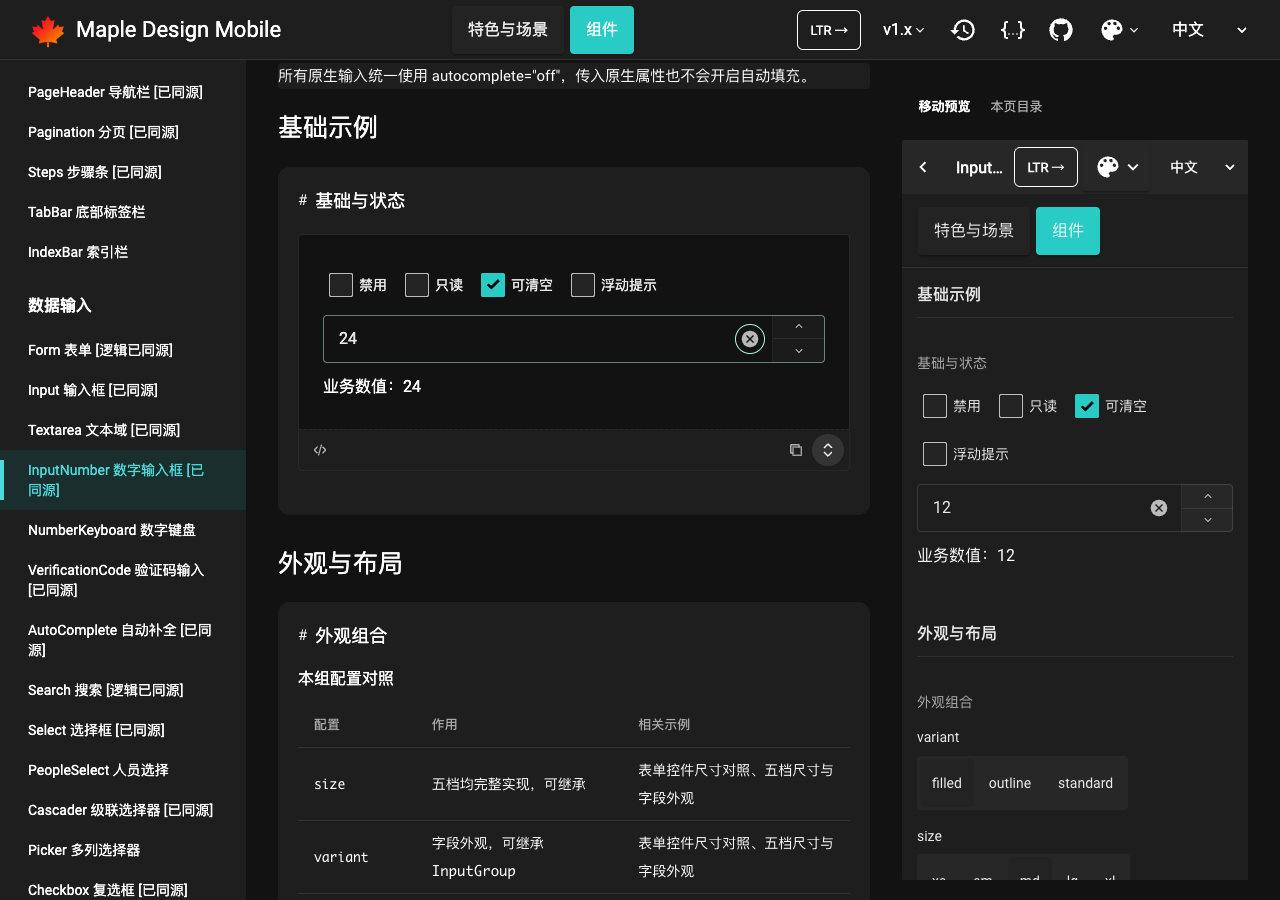 Maple Design Mobile
特色与场景
组件
LTR→
v1.x
中文
PageHeader 导航栏 [已同源]
Pagination 分页 [已同源]
Steps 步骤条 [已同源]
TabBar 底部标签栏
IndexBar 索引栏
数据输入
Form 表单 [逻辑已同源]
Input 输入框 [已同源]
Textarea 文本域 [已同源]
InputNumber 数字输入框 [已
同源]
NumberKeyboard 数字键盘
VerificationCode 验证码输入
[已同源]
AutoComplete 自动补全 [已同
源]
Search 搜索 [逻辑已同源]
Select 选择框 [已同源]
PeopleSelect 人员选择
Cascader 级联选择器 [已同源]
Picker 多列选择器
Checkbox 复选框 [已同源]
所有原生输入统一使用 autocomplete="off"，传入原生属性也不会开启自动填充。
基础示例
# 基础与状态
禁用
只读
可清空
浮动提示
24
业务数值：24
外观与布局
# 外观组合
本组配置对照
配置 作用 相关示例
size 五档均完整实现，可继承 表单控件尺寸对照、五档尺寸与
字段外观
variant 字段外观，可继承 表单控件尺寸对照、五档尺寸与
InputGroup 字段外观
移动预览
本页目录
Input...
LTR→
中文
特色与场景
组件
基础示例
基础与状态
禁用
只读
可清空
浮动提示
12
业务数值：12
外观与布局
外观组合
variant
filled outline standard
size
xs sm md lg xl